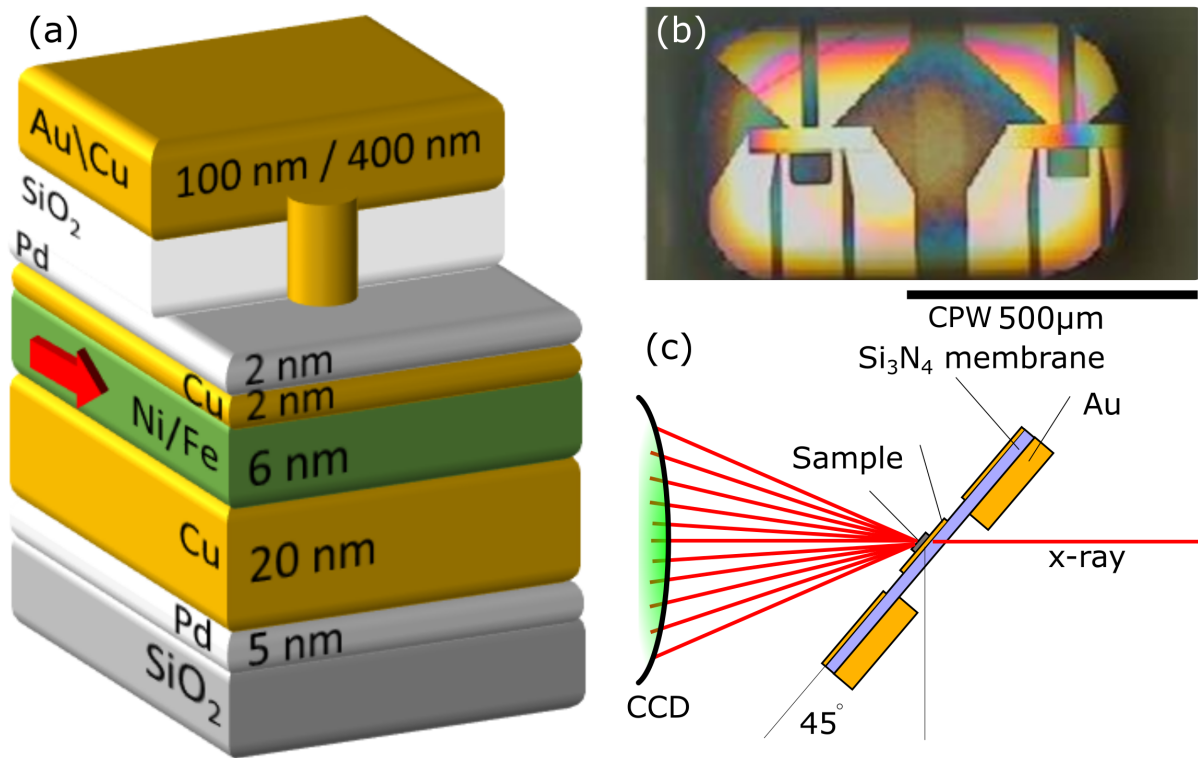 (a)
Au\Cu
100 nm / 400 nm
SiO₂
Pd
2 nm
Cu
2 nm
Ni/Fe
6 nm
Cu
20 nm
Pd
5 nm
SiO₂
(b)
500µm
(c)
CPW
Si₃N₄ membrane
Au
Sample
x-ray
CCD
45°